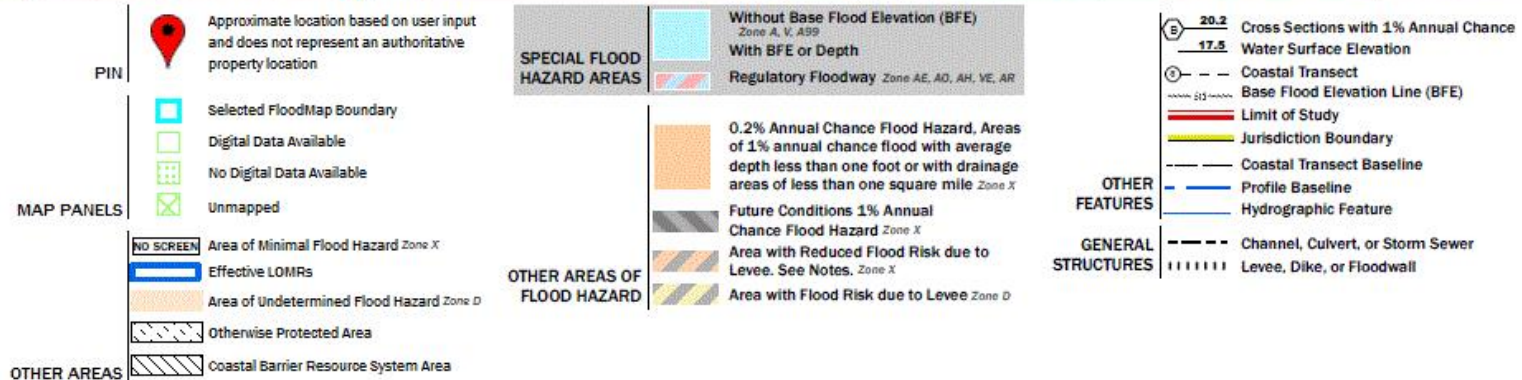 PIN
Approximate location based on user input
and does not represent an authoritative
property location
MAP PANELS
Selected FloodMap Boundary
Digital Data Available
No Digital Data Available
Unmapped
OTHER AREAS
NO SCREEN Area of Minimal Flood Hazard Zone X
Effective LOMRs
Area of Undetermined Flood Hazard Zone D
Otherwise Protected Area
Coastal Barrier Resource System Area
SPECIAL FLOOD
HAZARD AREAS
Without Base Flood Elevation (BFE)
Zone A, V, A99
With BFE or Depth
Regulatory Floodway Zone AE, AO, AH, VE, AR
OTHER AREAS OF
FLOOD HAZARD
0.2% Annual Chance Flood Hazard, Areas
of 1% annual chance flood with average
depth less than one foot or with drainage
areas of less than one square mile Zone X
Future Conditions 1% Annual
Chance Flood Hazard Zone X
Area with Reduced Flood Risk due to
Levee. See Notes. Zone X
Area with Flood Risk due to Levee Zone D
OTHER
FEATURES
20.2 Cross Sections with 1% Annual Chance
17.5 Water Surface Elevation
Coastal Transect
Base Flood Elevation Line (BFE)
Limit of Study
Jurisdiction Boundary
Coastal Transect Baseline
Profile Baseline
Hydrographic Feature
GENERAL
STRUCTURES
Channel, Culvert, or Storm Sewer
Levee, Dike, or Floodwall